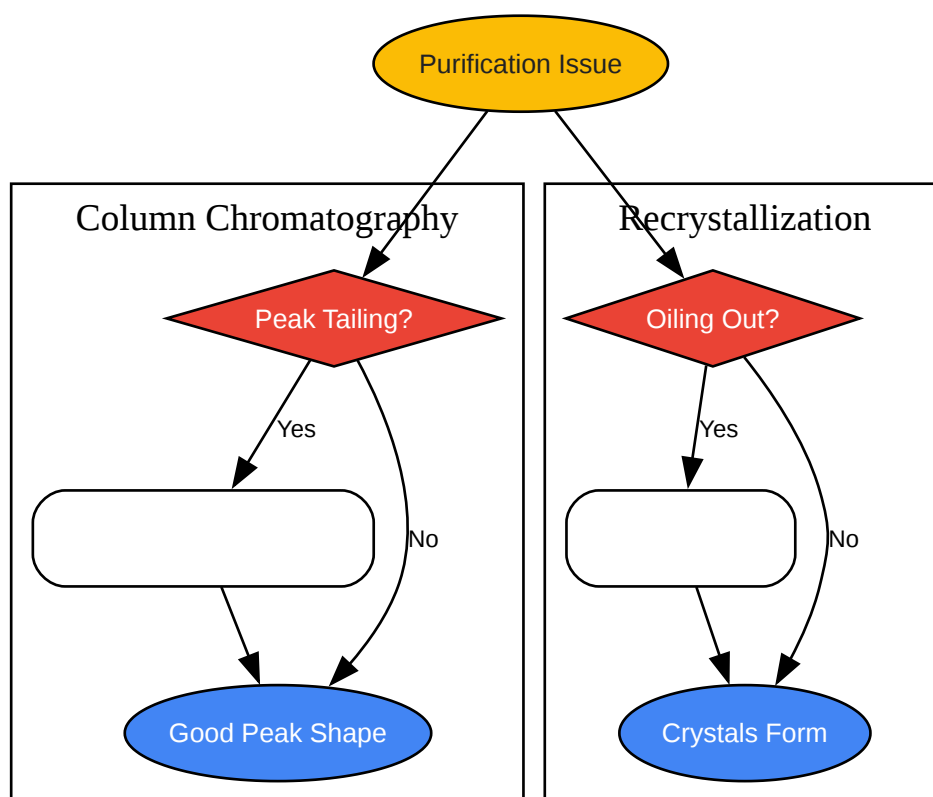 Purification Issue
Column Chromatography
Recrystallization
Peak Tailing?
Oiling Out?
Yes
Yes
No
No
Good Peak Shape
Crystals Form